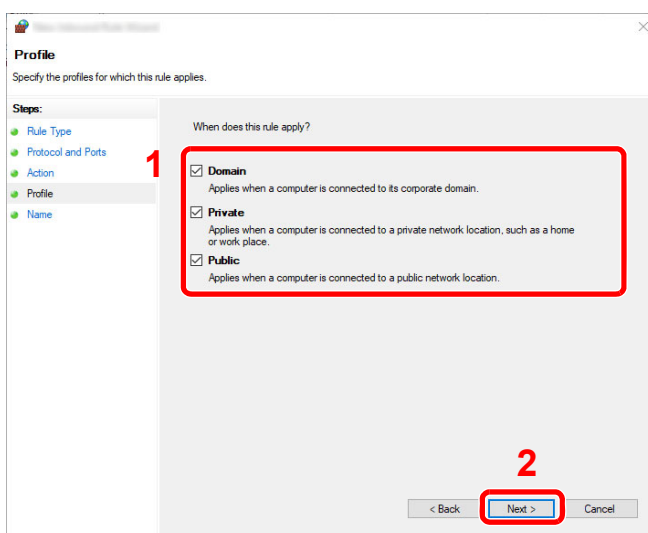 Profile
Specify the profiles for which this rule applies.
Steps:
Rule Type
Protocol and Ports
Action
Profile
Name
When does this rule apply?
1
Domain
Applies when a computer is connected to its corporate domain.
Private
Applies when a computer is connected to a private network location, such as a home
or work place.
Public
Applies when a computer is connected to a public network location.
2
< Back Next > Cancel